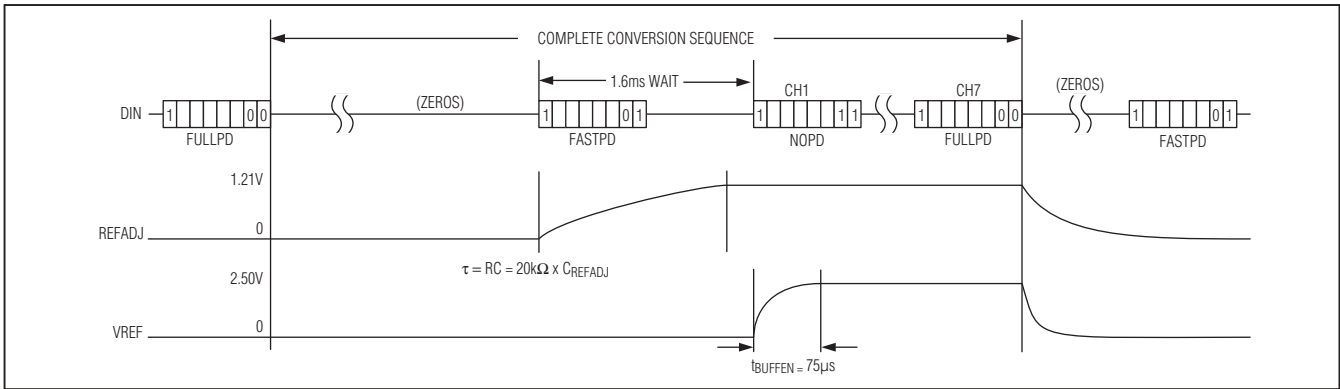 COMPLETE CONVERSION SEQUENCE
1.6ms WAIT
DIN 1 0 0 (ZEROS) 1 0 1 CH1 1 1 1 CH7 1 0 0 (ZEROS) 1 0 1
FULLPD FASTPD NOPD FULLPD FASTPD
1.21V
REFADJ 0
τ = RC = 20kΩ x CREFADJ
2.50V
VREF 0
tBUFFEN = 75µs